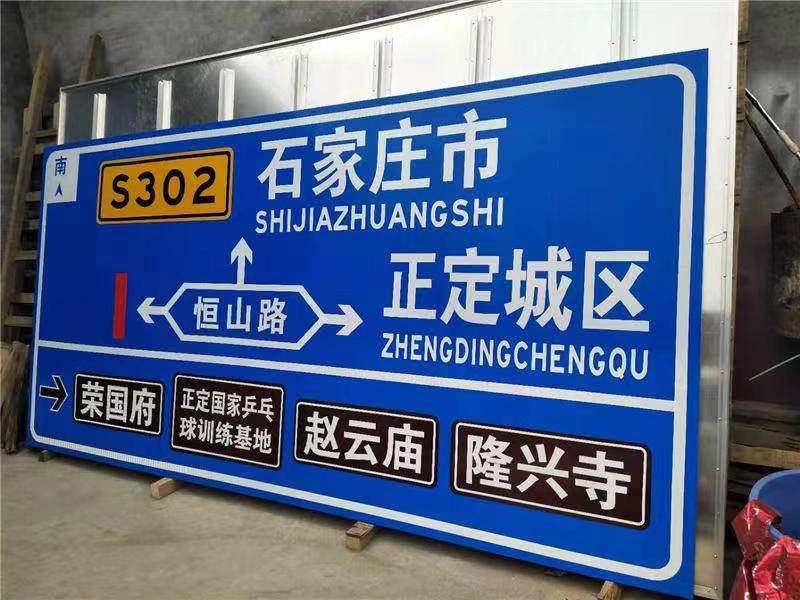 南
S302
石家庄市
SHIJIAZHUANGSHI
恒山路
正定城区
ZHENGDINGCHENGQU
荣国府
正定国家乒乓
球训练基地
赵云庙
隆兴寺